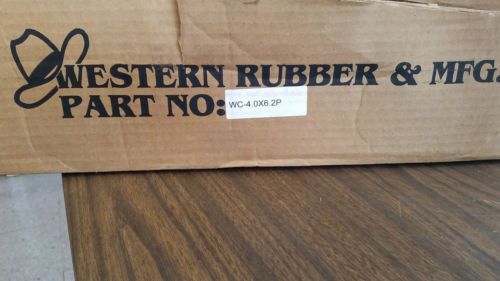 WESTERN RUBBER & MFG.
PART NO: WC-4.0X6.2P